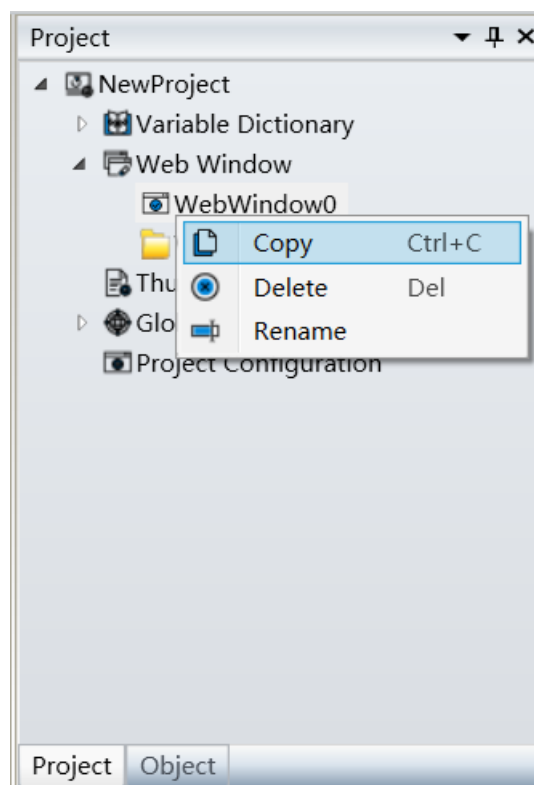 Project
NewProject
Variable Dictionary
Web Window
WebWindow0
Copy Ctrl+C
Delete Del
Rename
Project Configuration
Project Object